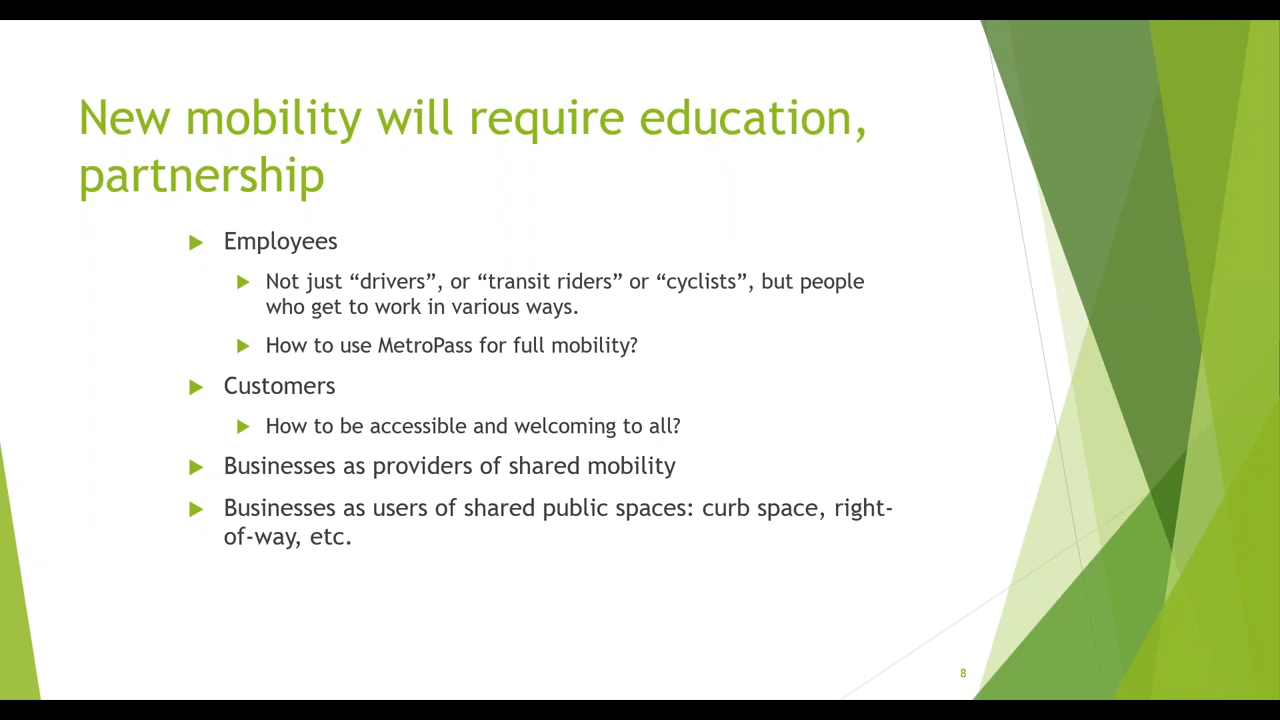 New mobility will require education,
partnership
Employees
Not just “drivers”, or “transit riders” or “cyclists”, but people
who get to work in various ways.
How to use MetroPass for full mobility?
Customers
How to be accessible and welcoming to all?
Businesses as providers of shared mobility
Businesses as users of shared public spaces: curb space, right-
of-way, etc.
8